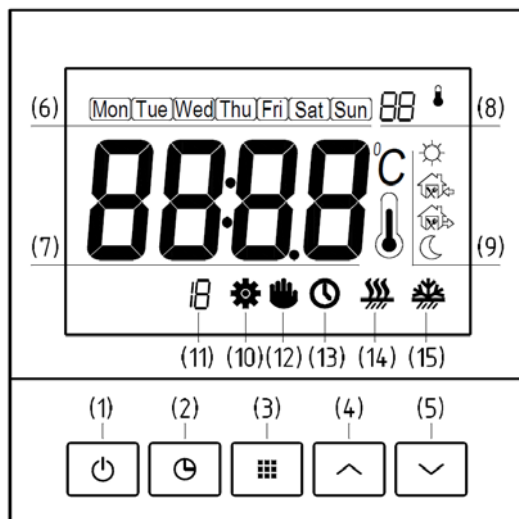 (6) Mon Tue Wed Thu Fri Sat Sun 88 (8)
88:8.8 °C
(7) (9)
18
(11) (10) (12) (13) (14) (15)
(1) (2) (3) (4) (5)